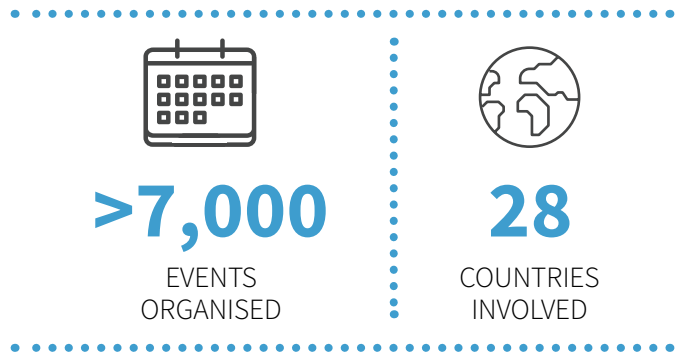 >7,000
EVENTS
ORGANISED
28
COUNTRIES
INVOLVED